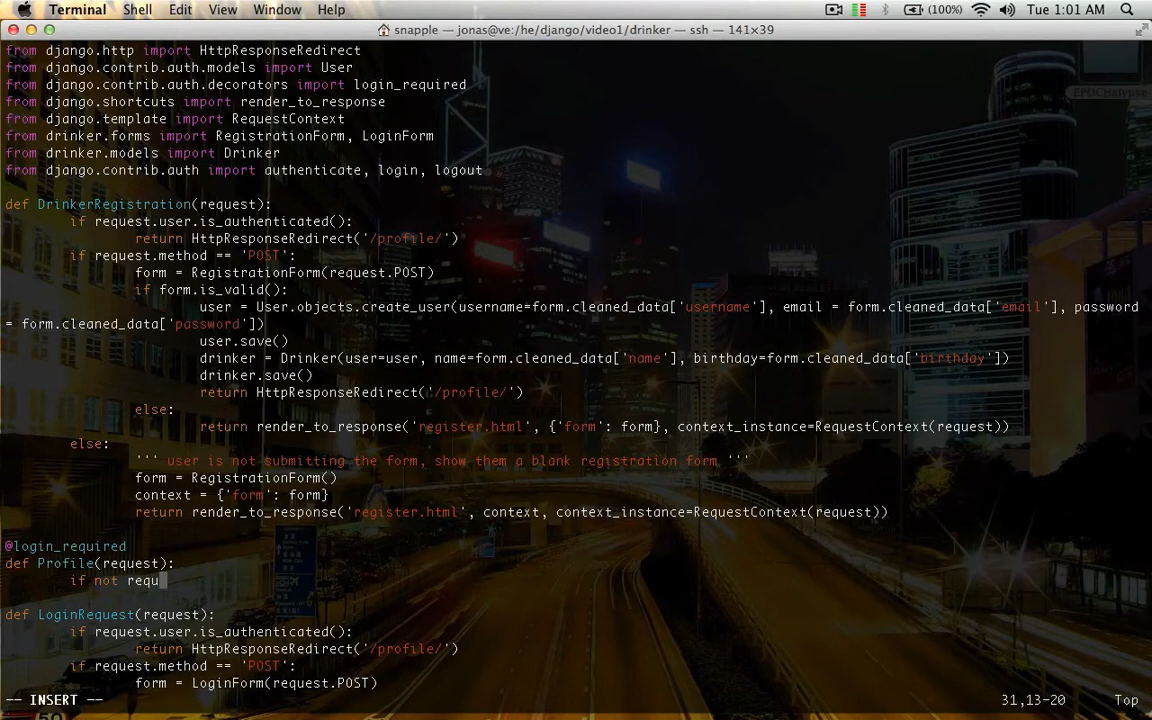 Terminal Shell Edit View Window Help (100%) Tue 1:01 AM
snapple — jonas@ve:/he/django/video1/drinker — ssh — 141×39
from django.http import HttpResponseRedirect
from django.contrib.auth.models import User
from django.contrib.auth.decorators import login_required
from django.shortcuts import render_to_response
from django.template import RequestContext
from drinker.forms import RegistrationForm, LoginForm
from drinker.models import Drinker
from django.contrib.auth import authenticate, login, logout
def DrinkerRegistration(request):
if request.user.is_authenticated():
return HttpResponseRedirect('/profile/')
if request.method == 'POST':
form = RegistrationForm(request.POST)
if form.is_valid():
user = User.objects.create_user(username=form.cleaned_data['username'], email = form.cleaned_data['email'], password
= form.cleaned_data['password'])
user.save()
drinker = Drinker(user=user, name=form.cleaned_data['name'], birthday=form.cleaned_data['birthday'])
drinker.save()
return HttpResponseRedirect('/profile/')
else:
return render_to_response('register.html', {'form': form}, context_instance=RequestContext(request))
else:
''' user is not submitting the form, show them a blank registration form '''
form = RegistrationForm()
context = {'form': form}
return render_to_response('register.html', context, context_instance=RequestContext(request))
@login_required
def Profile(request):
if not requ
def LoginRequest(request):
if request.user.is_authenticated():
return HttpResponseRedirect('/profile/')
if request.method == 'POST':
form = LoginForm(request.POST)
-- INSERT -- 31,13-20 Top
EPOCHalypse